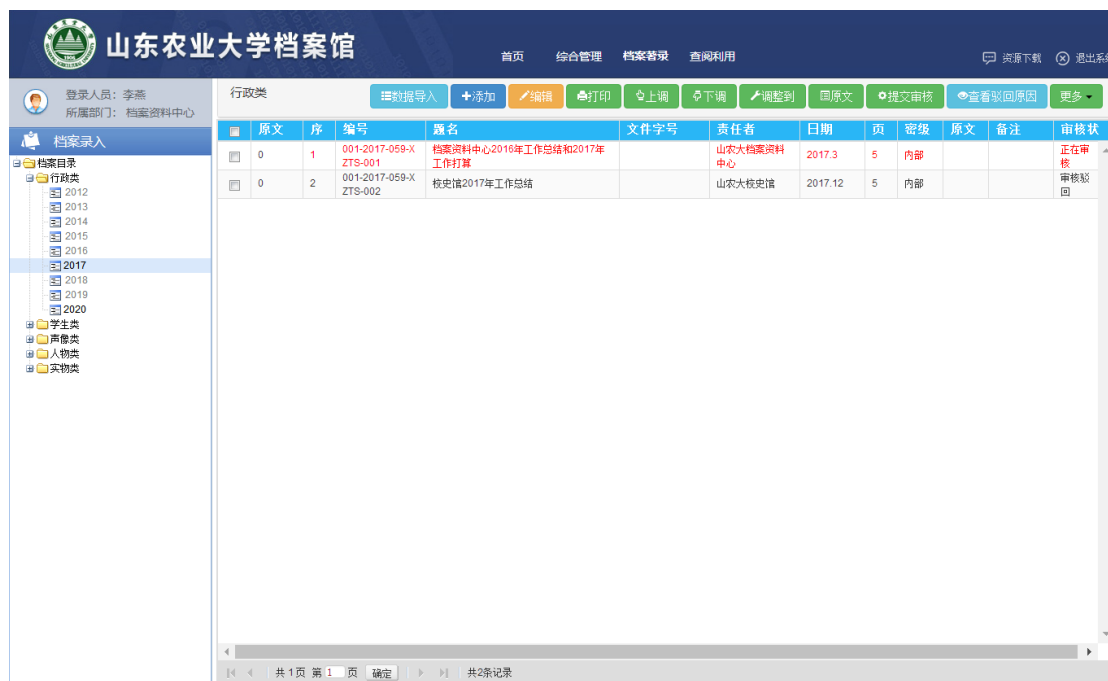 山东农业大学档案馆
首页 综合管理 档案著录 查阅利用
资源下载 退出系统
登录人员：李燕
所属部门：档案资料中心
档案录入
档案目录
行政类
2012
2013
2014
2015
2016
2017
2018
2019
2020
学生类
声像类
人物类
实物类
行政类 数据导入 添加 编辑 打印 上调 下调 调整到 原文 提交审核 查看驳回原因 更多
原文 序 编号 题名 文件字号 责任者 日期 页 密级 原文 备注 审核状
0 1 001-2017-059-X 档案资料中心2016年工作总结和2017年 山农大档案资料 2017.3 5 内部 正在审
ZTS-001 工作打算 中心 核
0 2 001-2017-059-X 校史馆2017年工作总结 山农大校史馆 2017.12 5 内部 审核驳
ZTS-002 回
共1页 第1页 确定 共2条记录